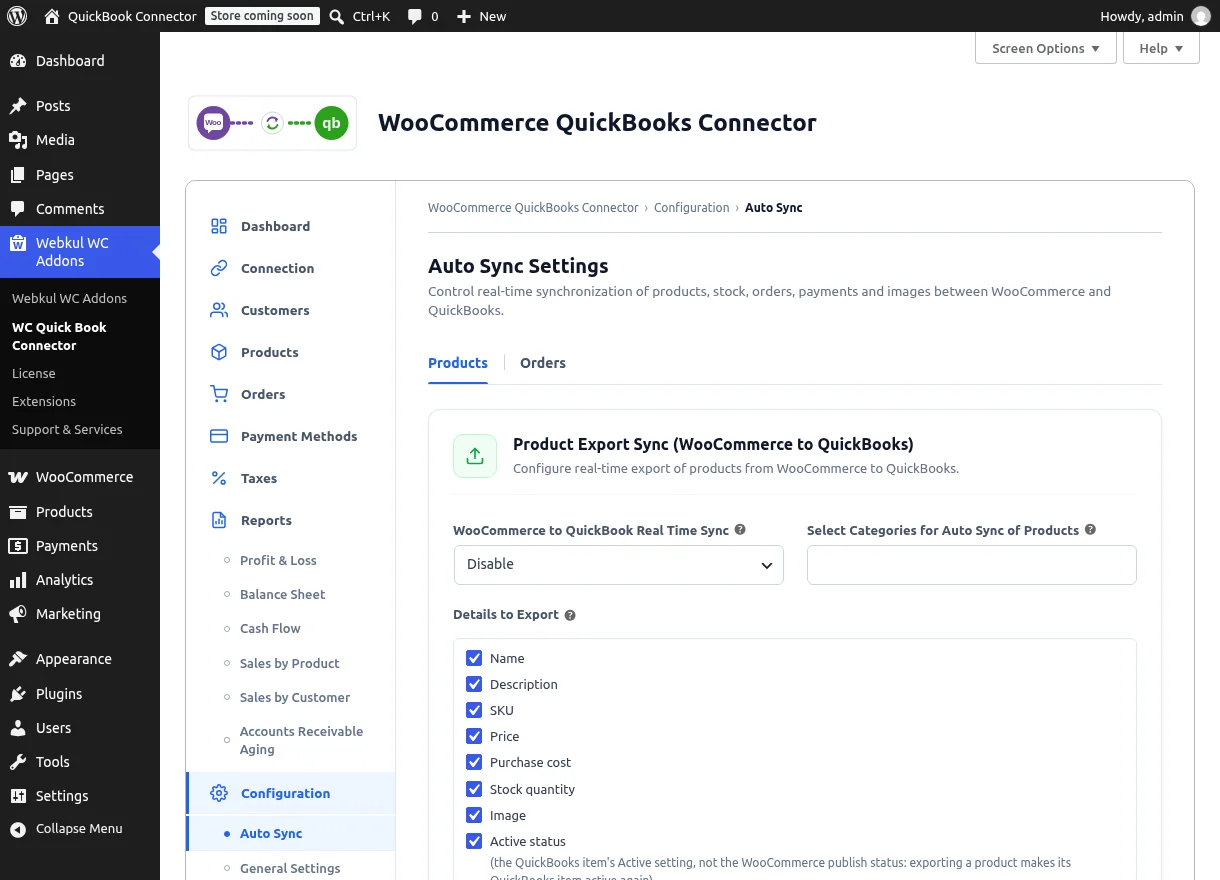 QuickBook Connector
Store coming soon
Ctrl+K
0
New
Howdy, admin
Dashboard
Posts
Media
Pages
Comments
Webkul WC
Addons
Webkul WC Addons
WC Quick Book
Connector
License
Extensions
Support & Services
WooCommerce
Products
Payments
Analytics
Marketing
Appearance
Plugins
Users
Tools
Settings
Collapse Menu
Screen Options ▼
Help ▼
Woo
qb
WooCommerce QuickBooks Connector
Dashboard
Connection
Customers
Products
Orders
Payment Methods
Taxes
Reports
Profit & Loss
Balance Sheet
Cash Flow
Sales by Product
Sales by Customer
Accounts Receivable
Aging
Configuration
Auto Sync
General Settings
WooCommerce QuickBooks Connector › Configuration › Auto Sync
Auto Sync Settings
Control real-time synchronization of products, stock, orders, payments and images between WooCommerce and
QuickBooks.
Products
Orders
Product Export Sync (WooCommerce to QuickBooks)
Configure real-time export of products from WooCommerce to QuickBooks.
WooCommerce to QuickBook Real Time Sync
Disable
Select Categories for Auto Sync of Products
Details to Export
Name
Description
SKU
Price
Purchase cost
Stock quantity
Image
Active status
(the QuickBooks item's Active setting, not the WooCommerce publish status: exporting a product makes its
QuickBooks item active again)